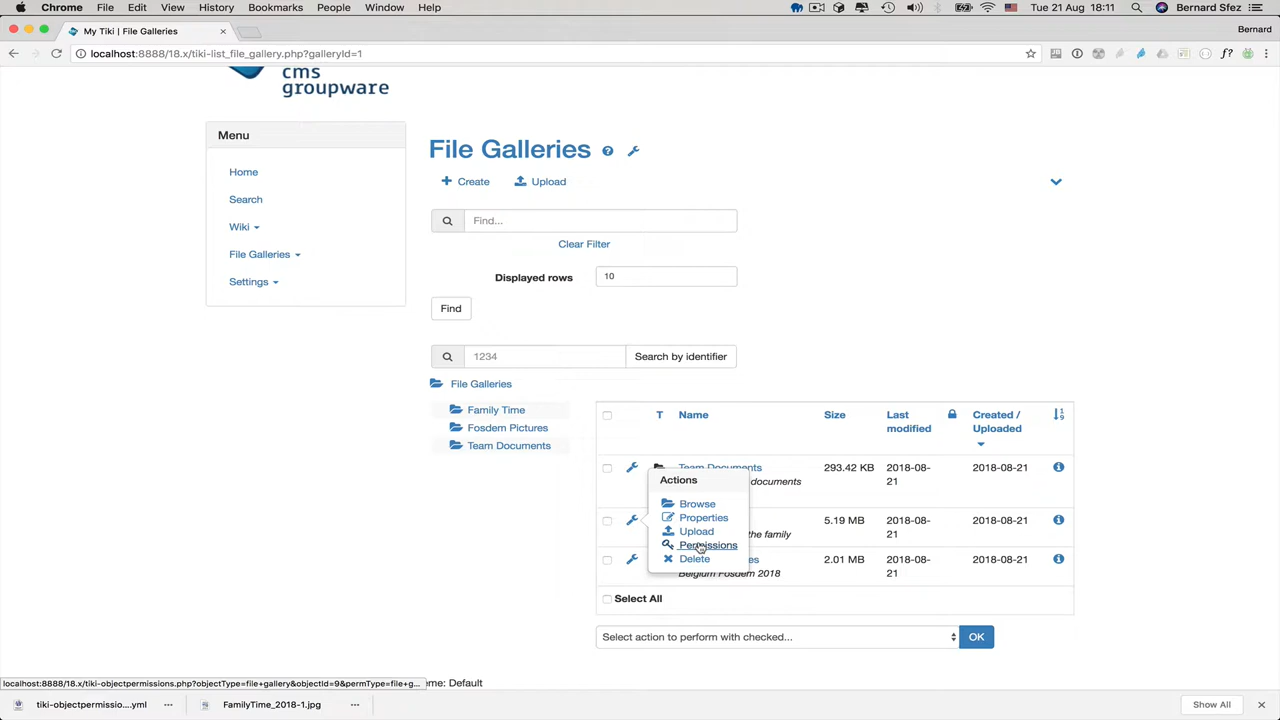 Chrome File Edit View History Bookmarks People Window Help Tue 21 Aug 18:11 Bernard Sfez
My Tiki | File Galleries Bernard
localhost:8888/18.x/tiki-list_file_gallery.php?galleryId=1
cms
groupware
Menu
Home
Search
Wiki
File Galleries
Settings
File Galleries
Create Upload
Find...
Clear Filter
Displayed rows 10
Find
1234 Search by identifier
File Galleries
Family Time
Fosdem Pictures
Team Documents
T Name Size Last modified Created / Uploaded
Team Documents 293.42 KB 2018-08-21 2018-08-21
documents
Actions
Browse
Properties
Upload
Permissions
Delete
5.19 MB 2018-08-21 2018-08-21
the family
2.01 MB 2018-08-21 2018-08-21
Belgium Fosdem 2018
Select All
Select action to perform with checked... OK
localhost:8888/18.x/tiki-objectpermissions.php?objectType=file+gallery&objectId=9&permType=file+g... eme: Default
tiki-objectpermissio....yml FamilyTime_2018-1.jpg Show All